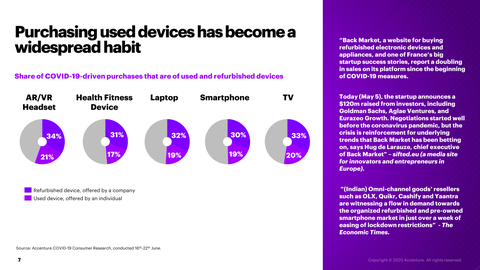 Purchasing used devices has become a
widespread habit
Share of COVID-19-driven purchases that are of used and refurbished devices
AR/VR
Headset
Health Fitness
Device
Laptop
Smartphone
TV
34%
21%
31%
17%
32%
19%
30%
19%
33%
20%
Refurbished device, offered by a company
Used device, offered by an individual
Source: Accenture COVID-19 Consumer Research, conducted 16th-22nd June.
7
“Back Market, a website for buying
refurbished electronic devices and
appliances, and one of France’s big
startup success stories, report a doubling
in sales on its platform since the beginning
of COVID-19 measures.
Today (May 5), the startup announces a
$120m raised from investors, including
Goldman Sachs, Aglae Ventures, and
Eurazeo Growth. Negotiations started well
before the coronavirus pandemic, but the
crisis is reinforcement for underlying
trends that Back Market has been betting
on, says Hug de Larauze, chief executive
of Back Market” – sifted.eu (a media site
for innovators and entrepreneurs in
Europe).
"(Indian) Omni-channel goods' resellers
such as OLX, Quikr, Cashify and Yaantra
are witnessing a flow in demand towards
the organized refurbished and pre-owned
smartphone market in just over a week of
easing of lockdown restrictions” - The
Economic Times.
Copyright © 2020 Accenture. All rights reserved.